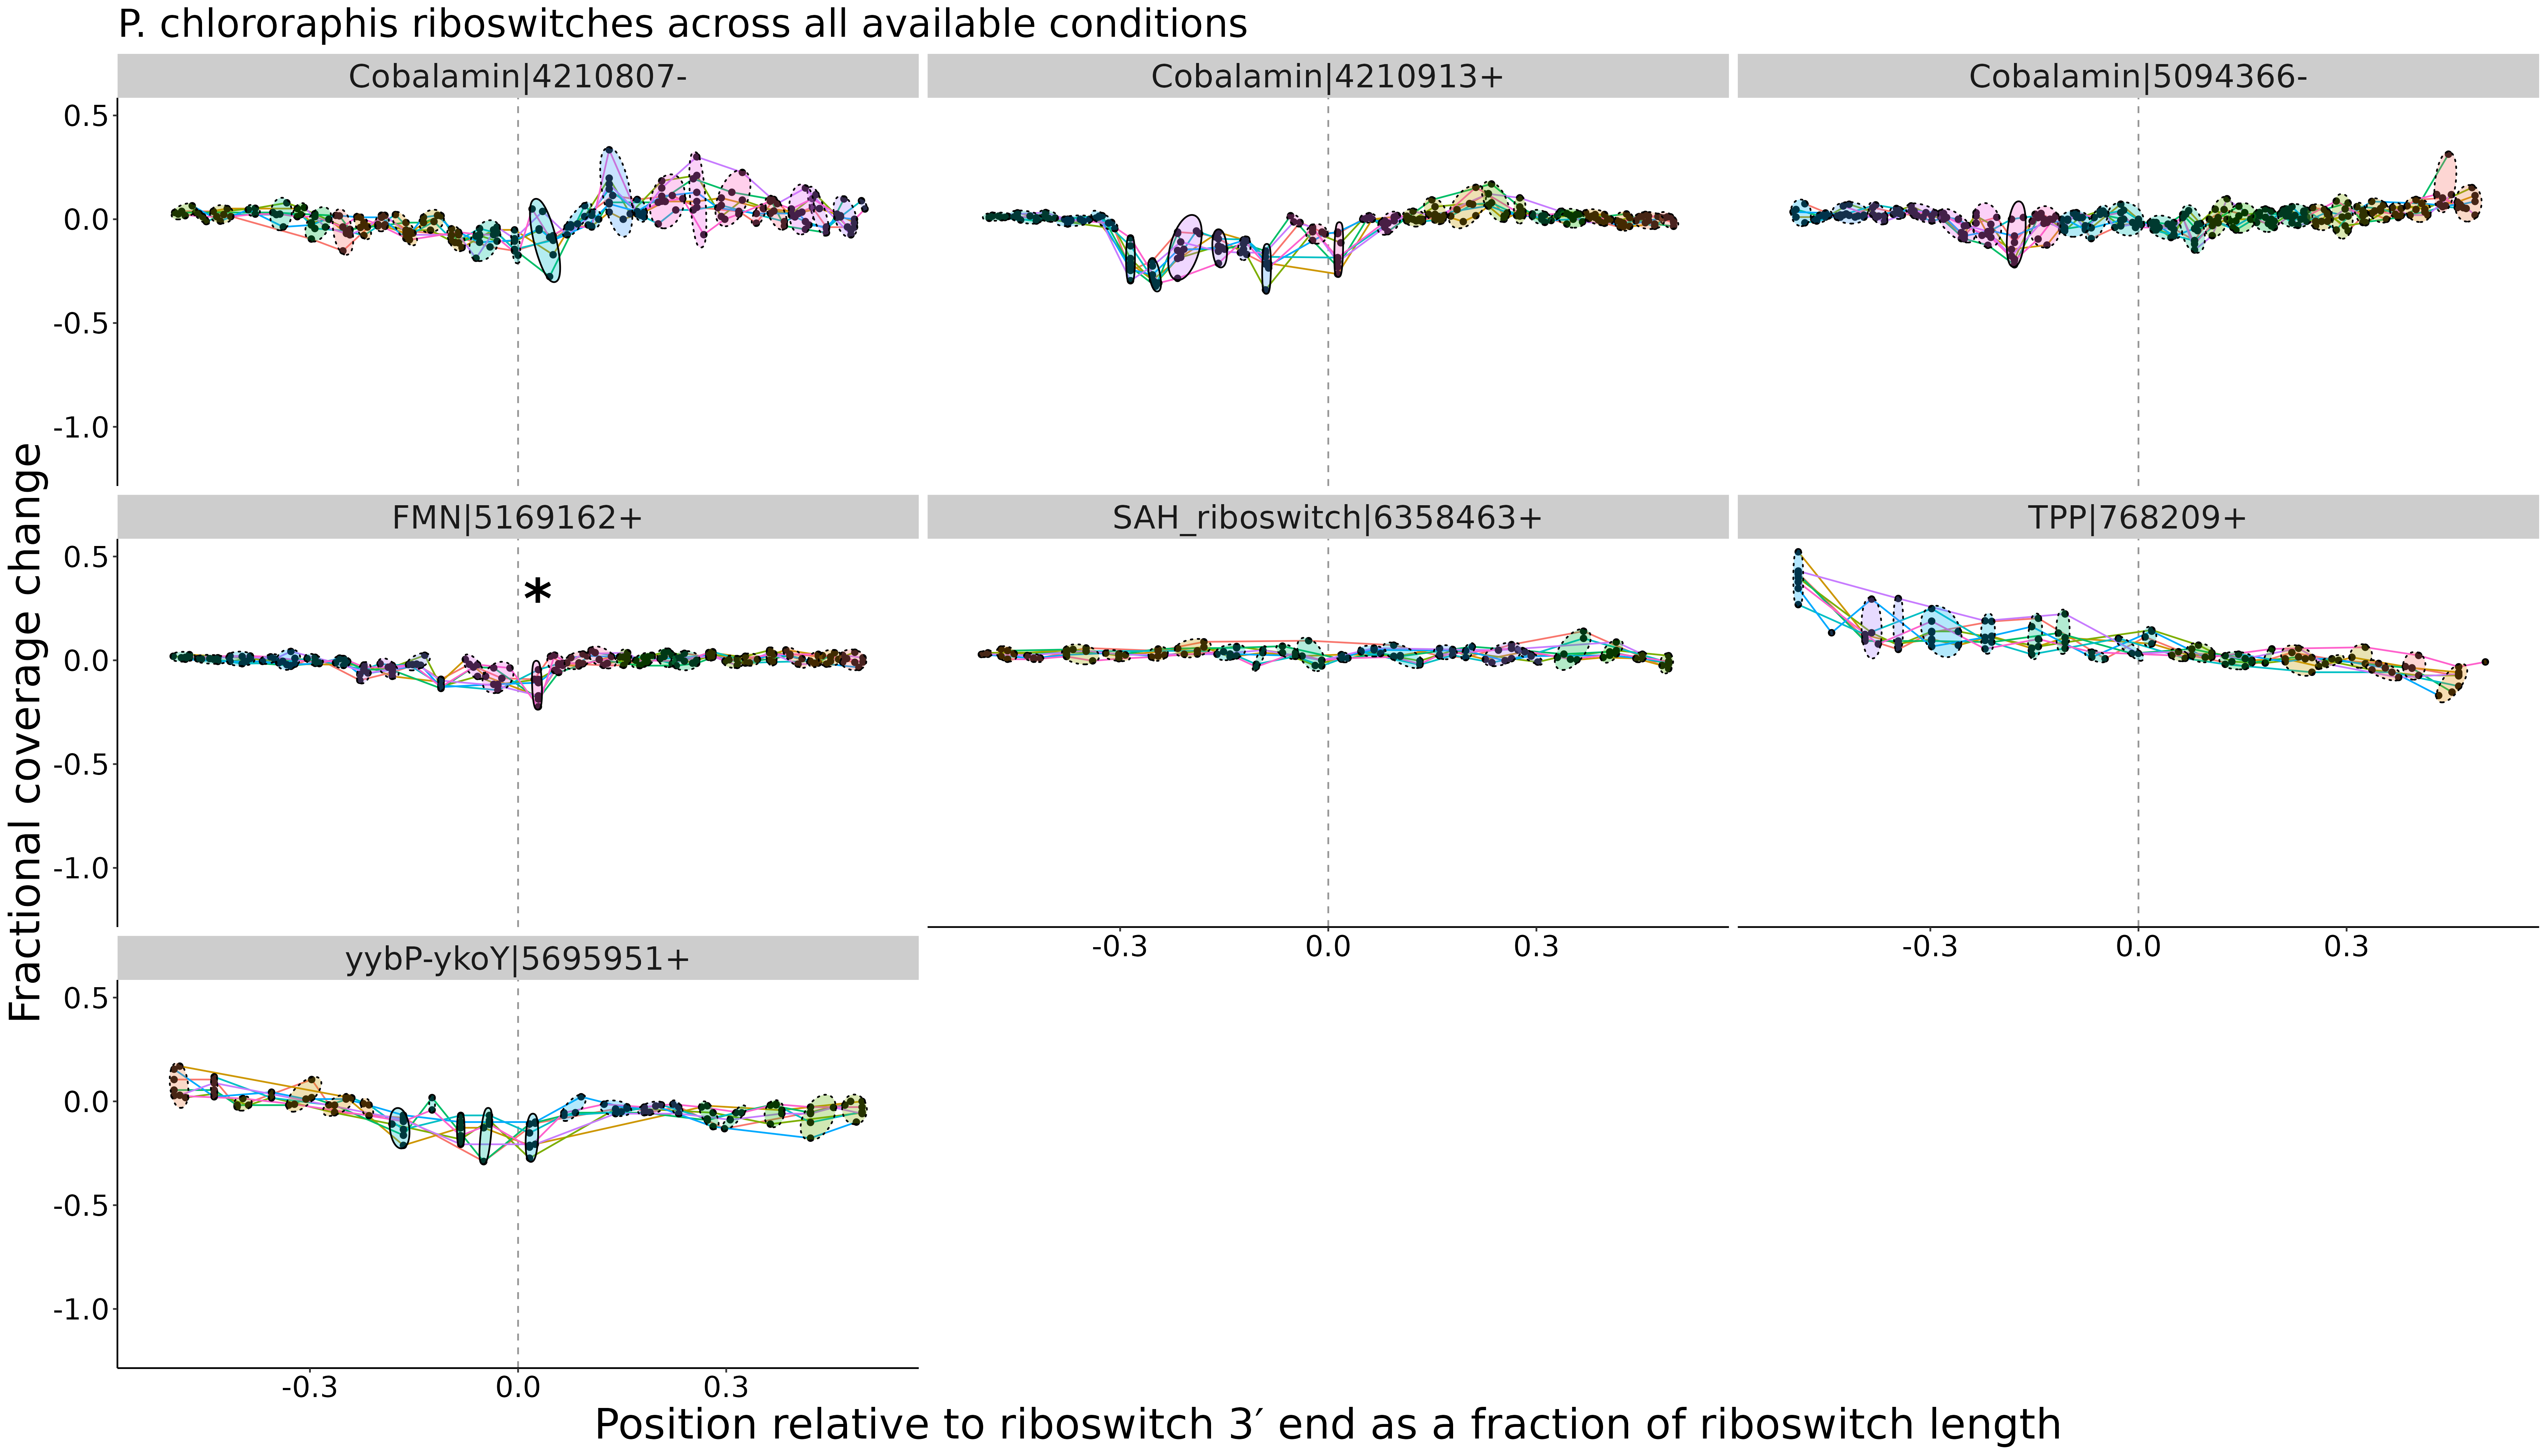 P. chlororaphis riboswitches across all available conditions
Cobalamin|4210807-
Cobalamin|4210913+
Cobalamin|5094366-
0.5
0.0
-0.5
-1.0
FMN|5169162+
SAH_riboswitch|6358463+
TPP|768209+
0.5
*
0.0
-0.5
-1.0
-0.3 0.0 0.3
-0.3 0.0 0.3
yybP-ykoY|5695951+
0.5
0.0
-0.5
-1.0
-0.3 0.0 0.3
Fractional coverage change
Position relative to riboswitch 3′ end as a fraction of riboswitch length